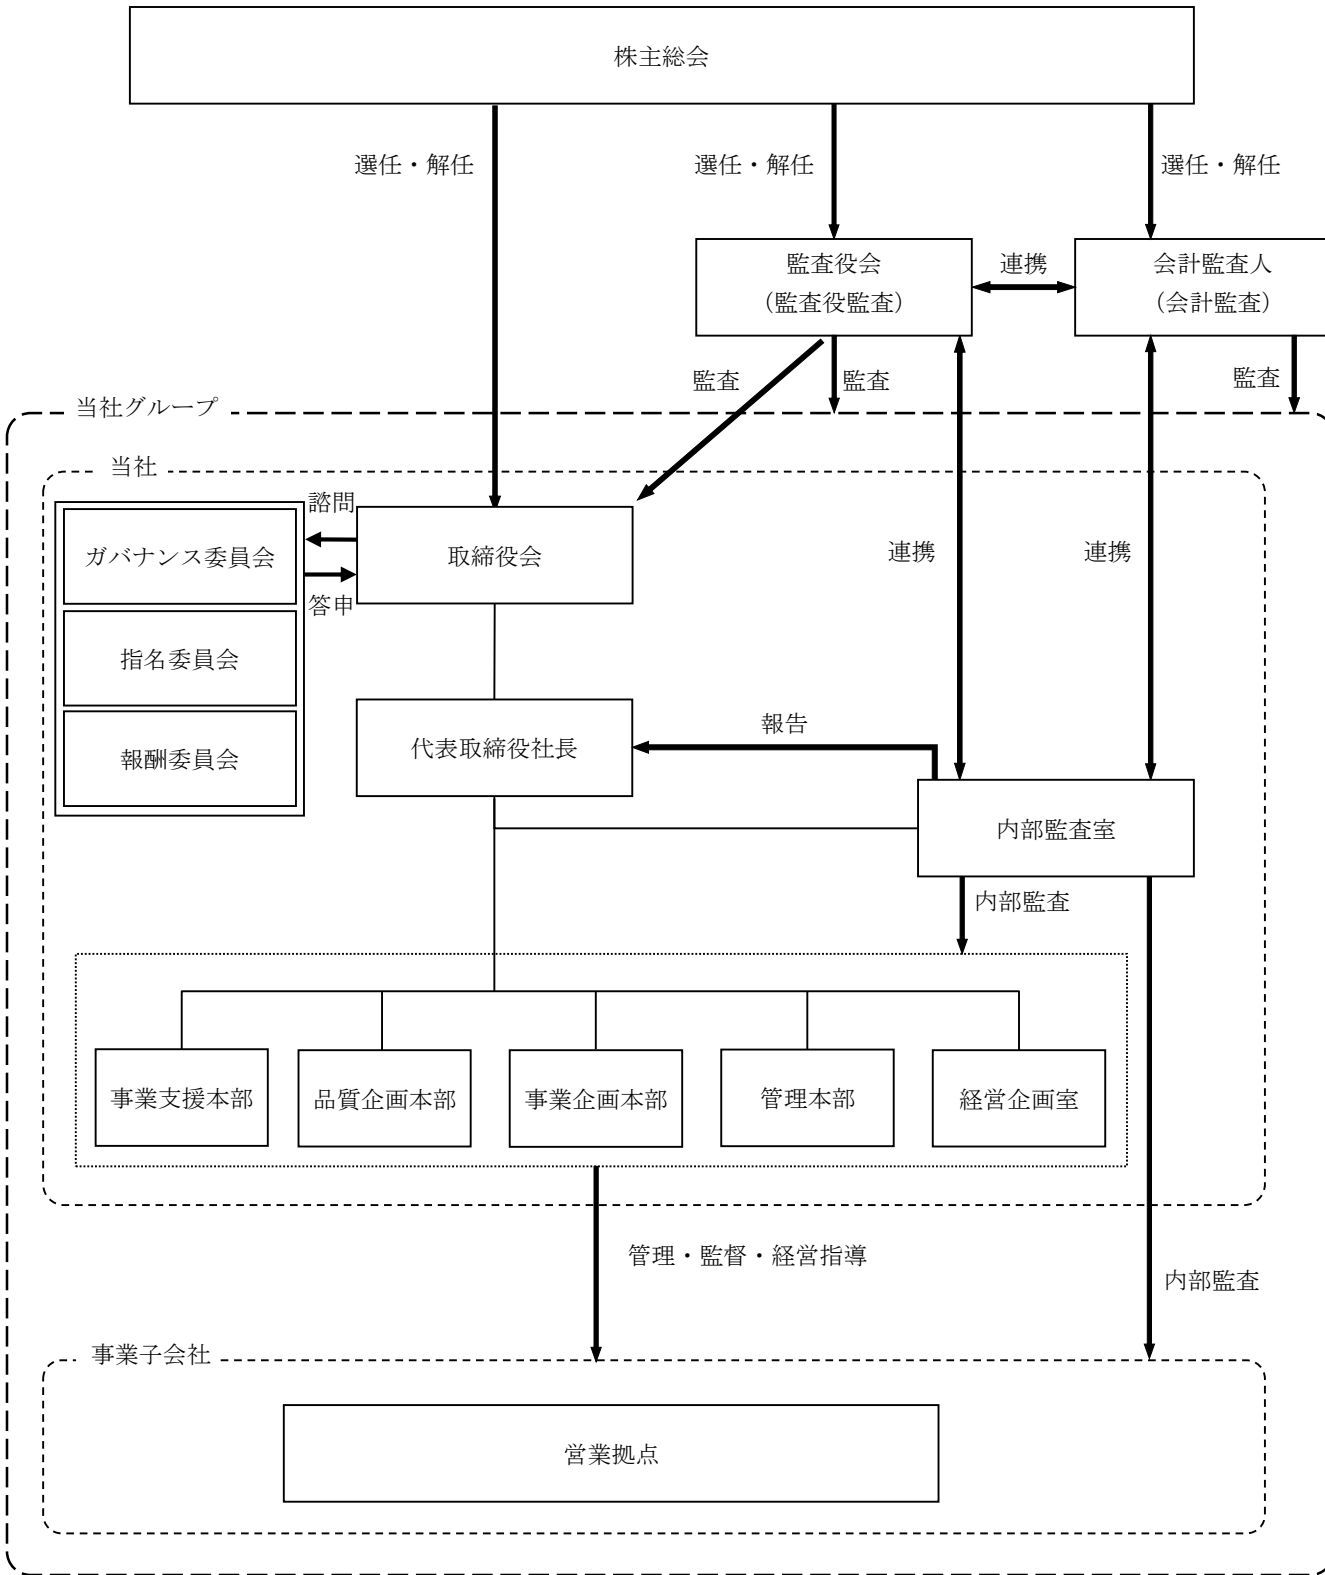 株主総会
選任・解任
選任・解任
選任・解任
監査役会
（監査役監査）
連携
会計監査人
（会計監査）
監査
監査
監査
当社グループ
当社
諮問
ガバナンス委員会
取締役会
答申
連携
連携
指名委員会
報酬委員会
代表取締役社長
報告
内部監査室
内部監査
事業支援本部
品質企画本部
事業企画本部
管理本部
経営企画室
管理・監督・経営指導
内部監査
事業子会社
営業拠点